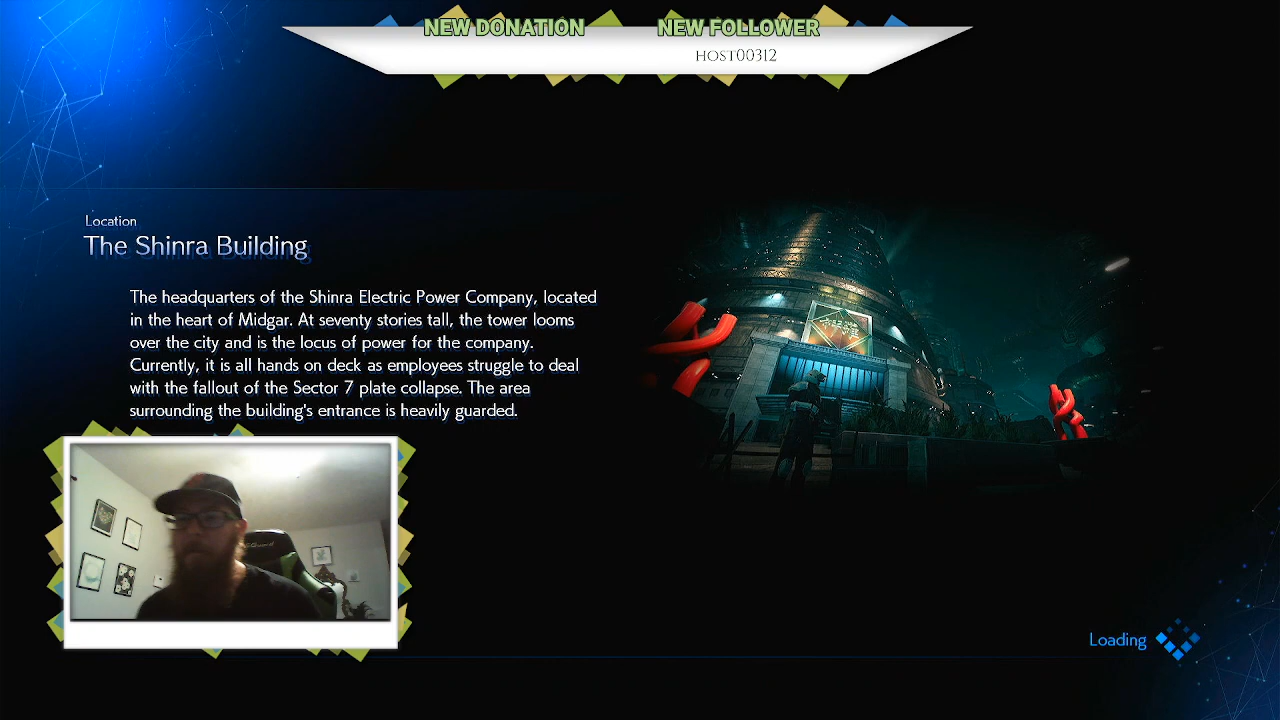 NEW DONATION
NEW FOLLOWER
HOST00312
Location
The Shinra Building
The headquarters of the Shinra Electric Power Company, located
in the heart of Midgar. At seventy stories tall, the tower looms
over the city and is the locus of power for the company.
Currently, it is all hands on deck as employees struggle to deal
with the fallout of the Sector 7 plate collapse. The area
surrounding the building's entrance is heavily guarded.
Loading